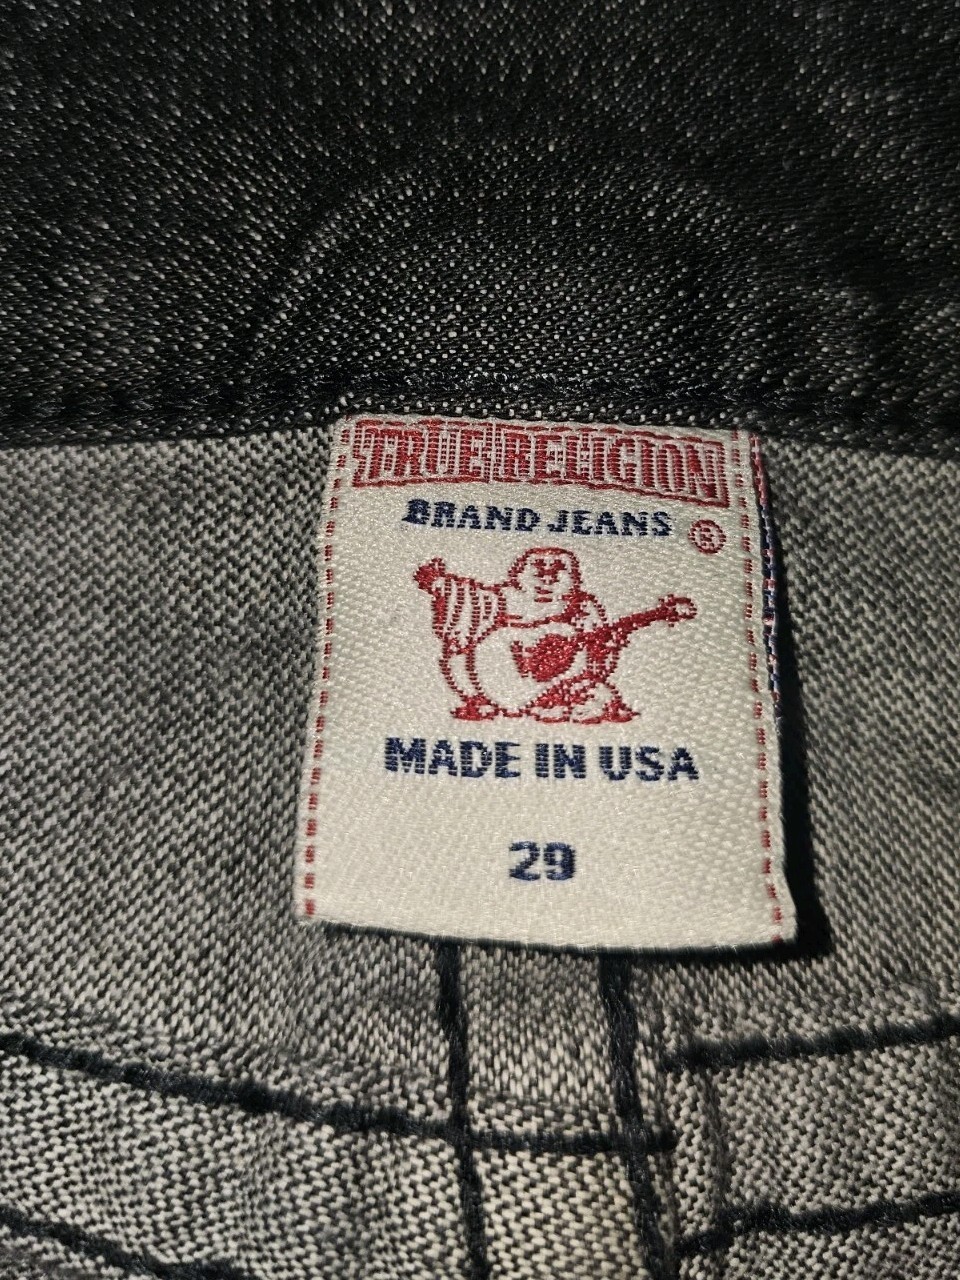 TRUE RELIGION
BRAND JEANS ®
MADE IN USA
29